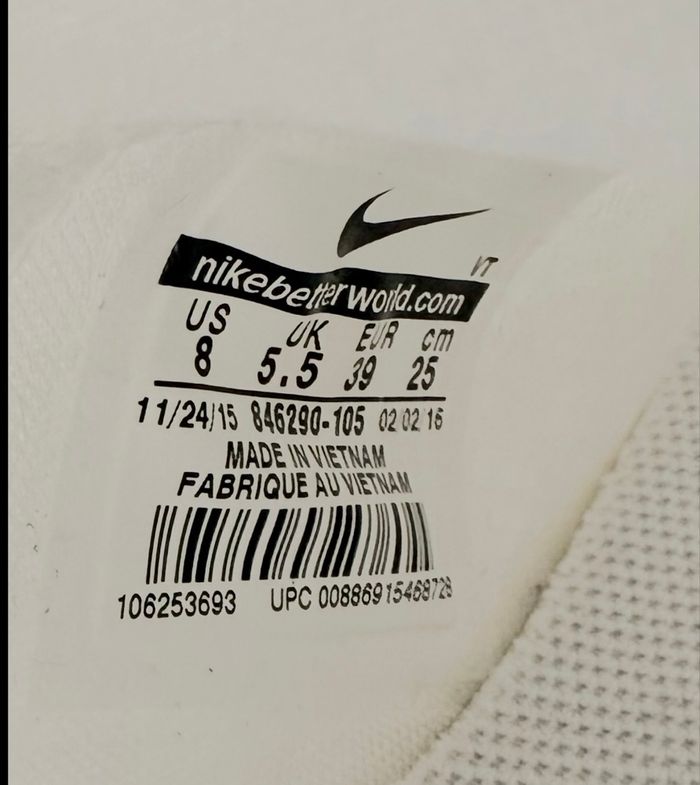 VT
nikebetterworld.com
US UK EUR cm
8 5.5 39 25
11/24/15 846290-105 02/02/16
MADE IN VIETNAM
FABRIQUE AU VIETNAM
106253693 UPC 00886915468728